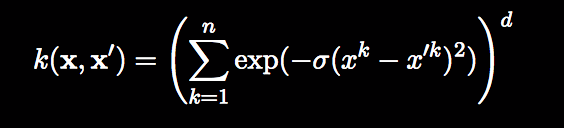 k(x, x′) = (∑_{k=1}^{n} exp(−σ(x^k − x′^k)^2))^d